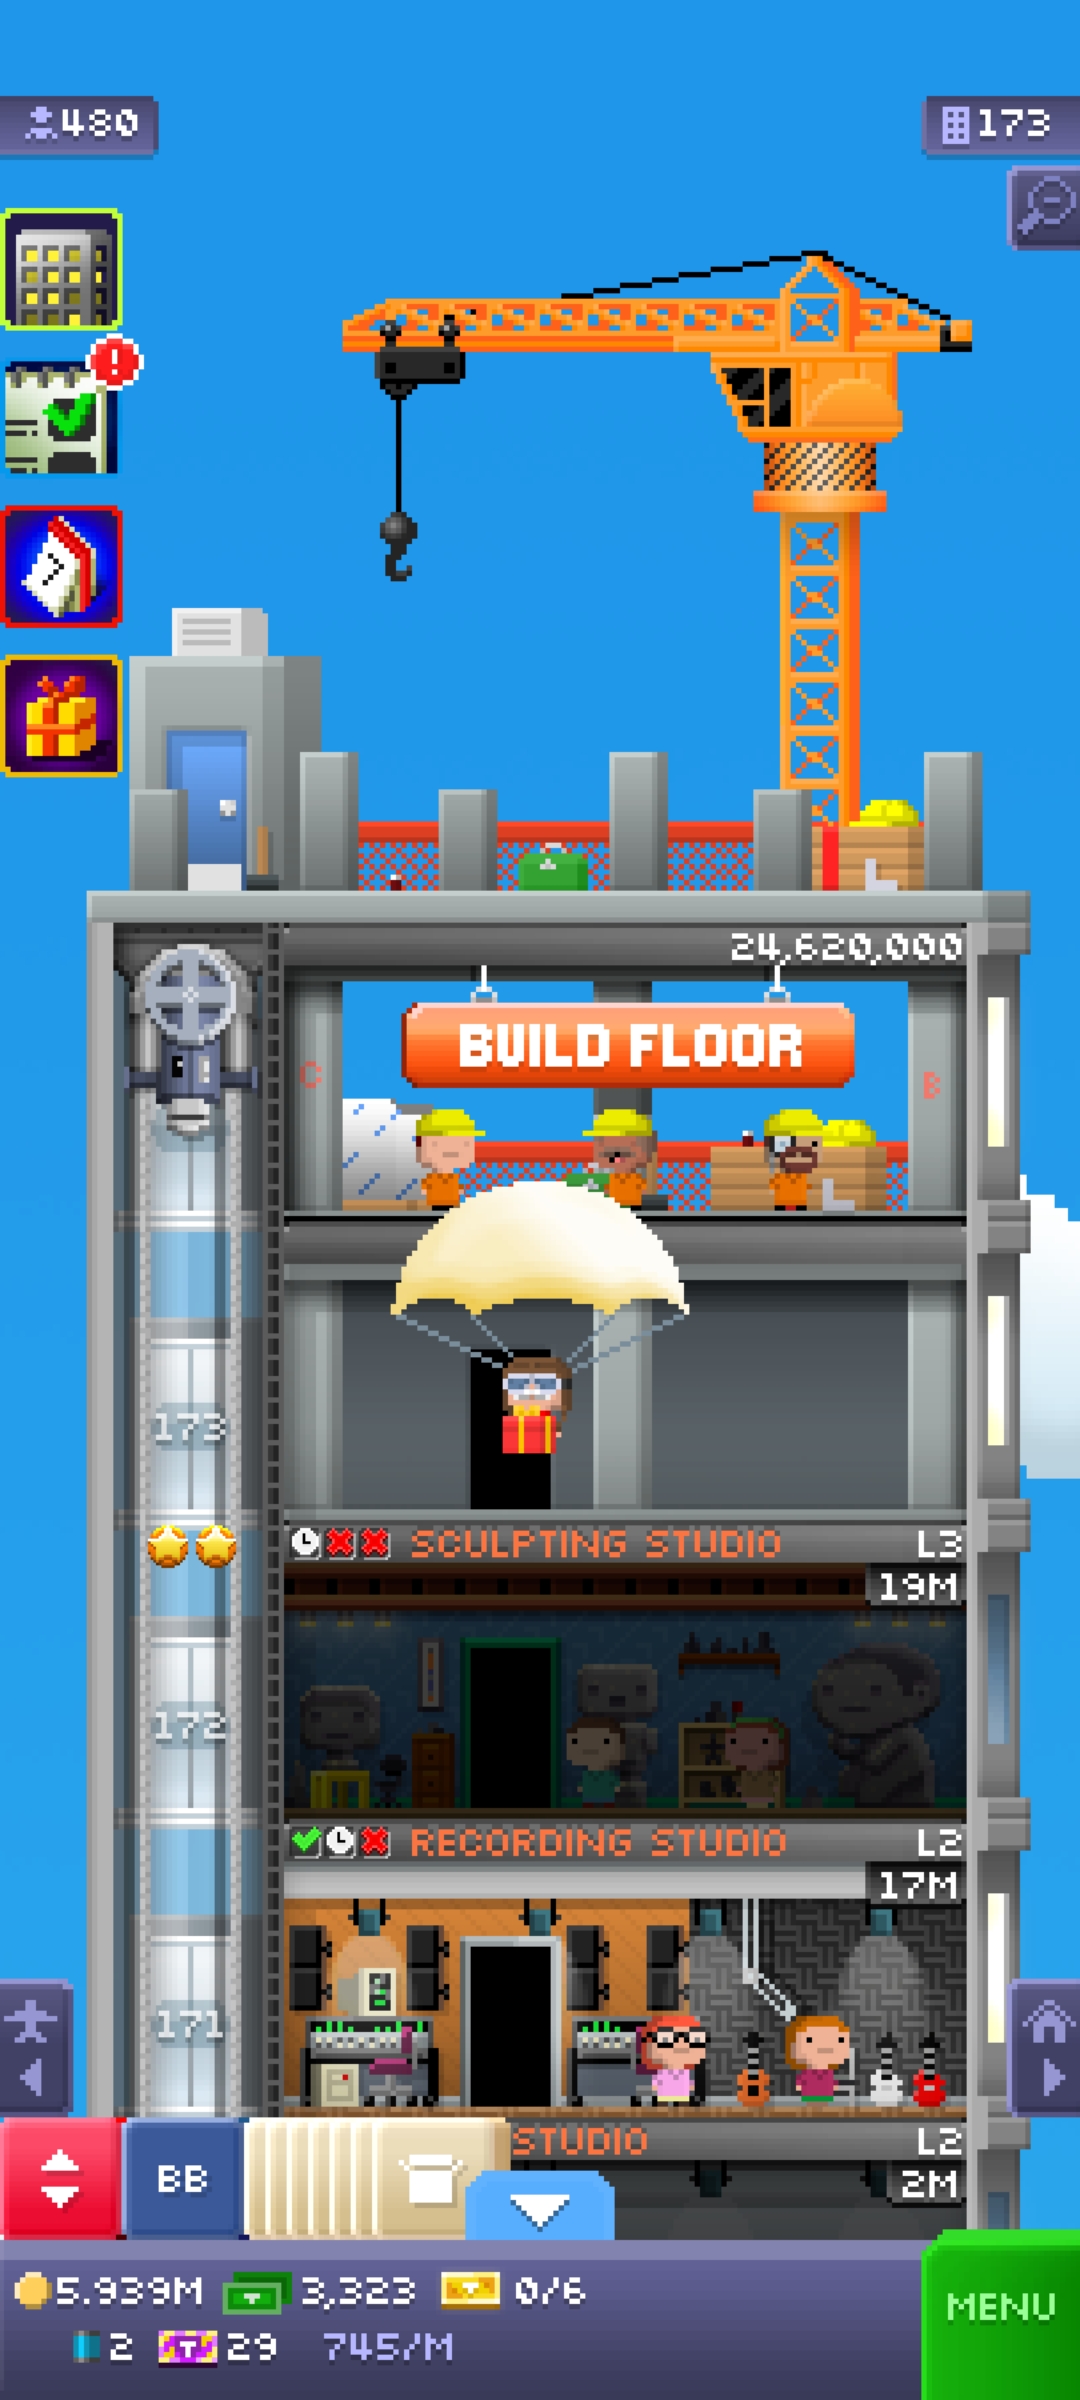 480
173
7
24,620,000
BUILD FLOOR
C
B
173
SCULPTING STUDIO L3
19M
172
RECORDING STUDIO L2
17M
171
STUDIO L2
2M
BB
5.939M 3,323 0/6
MENU
2 T 29 745/M